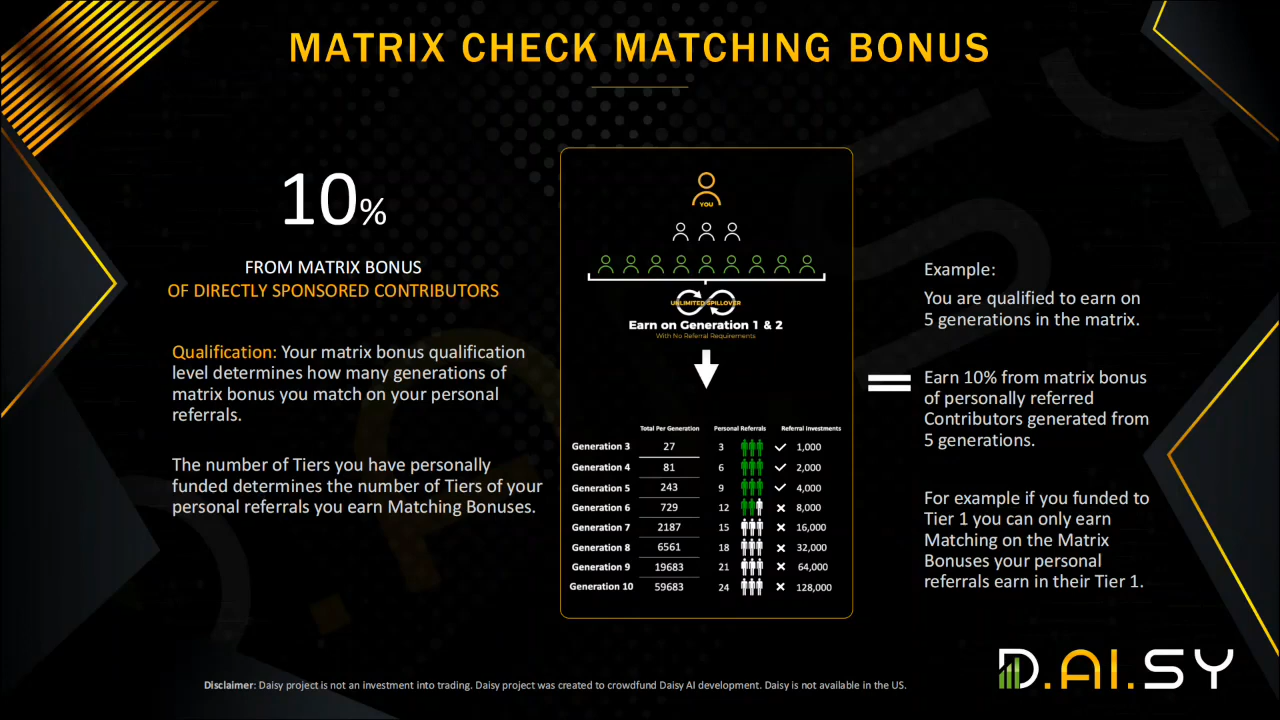 MATRIX CHECK MATCHING BONUS
10%
FROM MATRIX BONUS
OF DIRECTLY SPONSORED CONTRIBUTORS
Qualification: Your matrix bonus qualification
level determines how many generations of
matrix bonus you match on your personal
referrals.
The number of Tiers you have personally
funded determines the number of Tiers of your
personal referrals you earn Matching Bonuses.
YOU
UNLIMITED SPILLOVER
Earn on Generation 1 & 2
With No Referral Requirements
Total Per Generation Personal Referrals Referral Investments
Generation 3 27 3 ✓ 1,000
Generation 4 81 6 ✓ 2,000
Generation 5 243 9 ✓ 4,000
Generation 6 729 12 ✕ 8,000
Generation 7 2187 15 ✕ 16,000
Generation 8 6561 18 ✕ 32,000
Generation 9 19683 21 ✕ 64,000
Generation 10 59683 24 ✕ 128,000
=
Example:
You are qualified to earn on
5 generations in the matrix.
Earn 10% from matrix bonus
of personally referred
Contributors generated from
5 generations.
For example if you funded to
Tier 1 you can only earn
Matching on the Matrix
Bonuses your personal
referrals earn in their Tier 1.
Disclaimer: Daisy project is not an investment into trading. Daisy project was created to crowdfund Daisy AI development. Daisy is not available in the US.
D.AI.SY